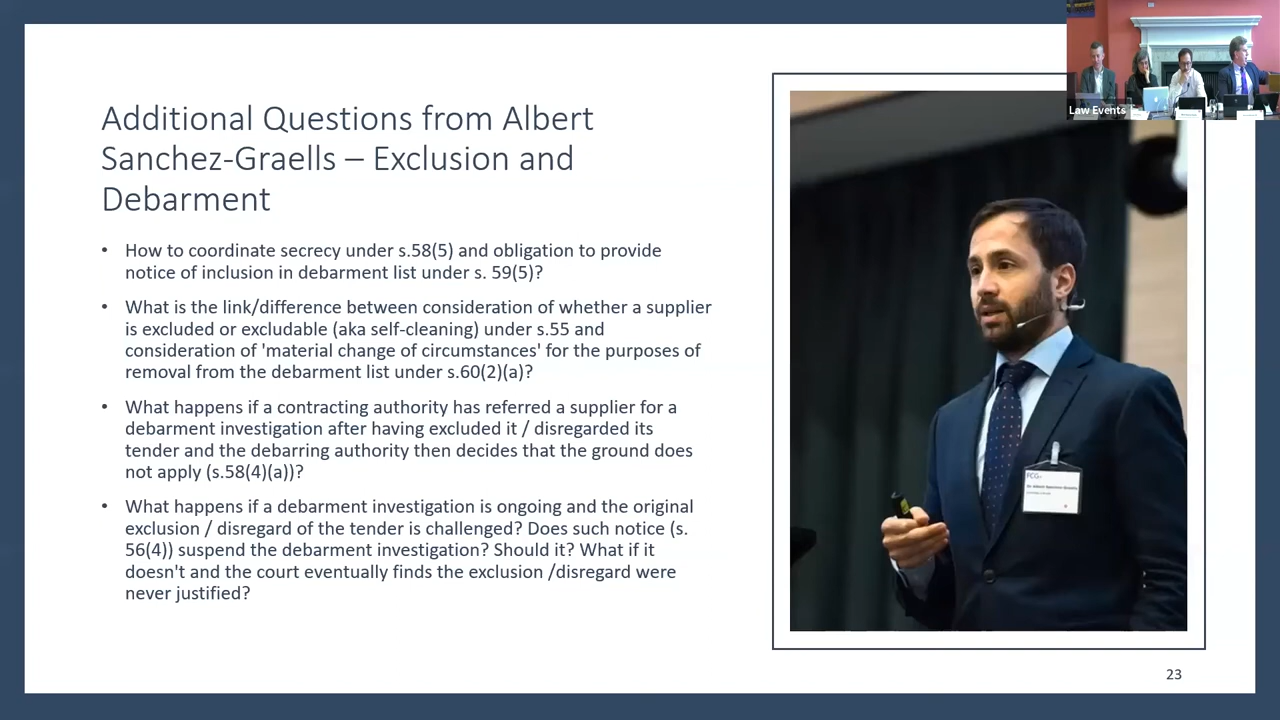 Law Events
Additional Questions from Albert
Sanchez-Graells – Exclusion and
Debarment
• How to coordinate secrecy under s.58(5) and obligation to provide
notice of inclusion in debarment list under s. 59(5)?
• What is the link/difference between consideration of whether a supplier
is excluded or excludable (aka self-cleaning) under s.55 and
consideration of 'material change of circumstances' for the purposes of
removal from the debarment list under s.60(2)(a)?
• What happens if a contracting authority has referred a supplier for a
debarment investigation after having excluded it / disregarded its
tender and the debarring authority then decides that the ground does
not apply (s.58(4)(a))?
• What happens if a debarment investigation is ongoing and the original
exclusion / disregard of the tender is challenged? Does such notice (s.
56(4)) suspend the debarment investigation? Should it? What if it
doesn't and the court eventually finds the exclusion /disregard were
never justified?
Dr Albert Sanchez-Graells
23